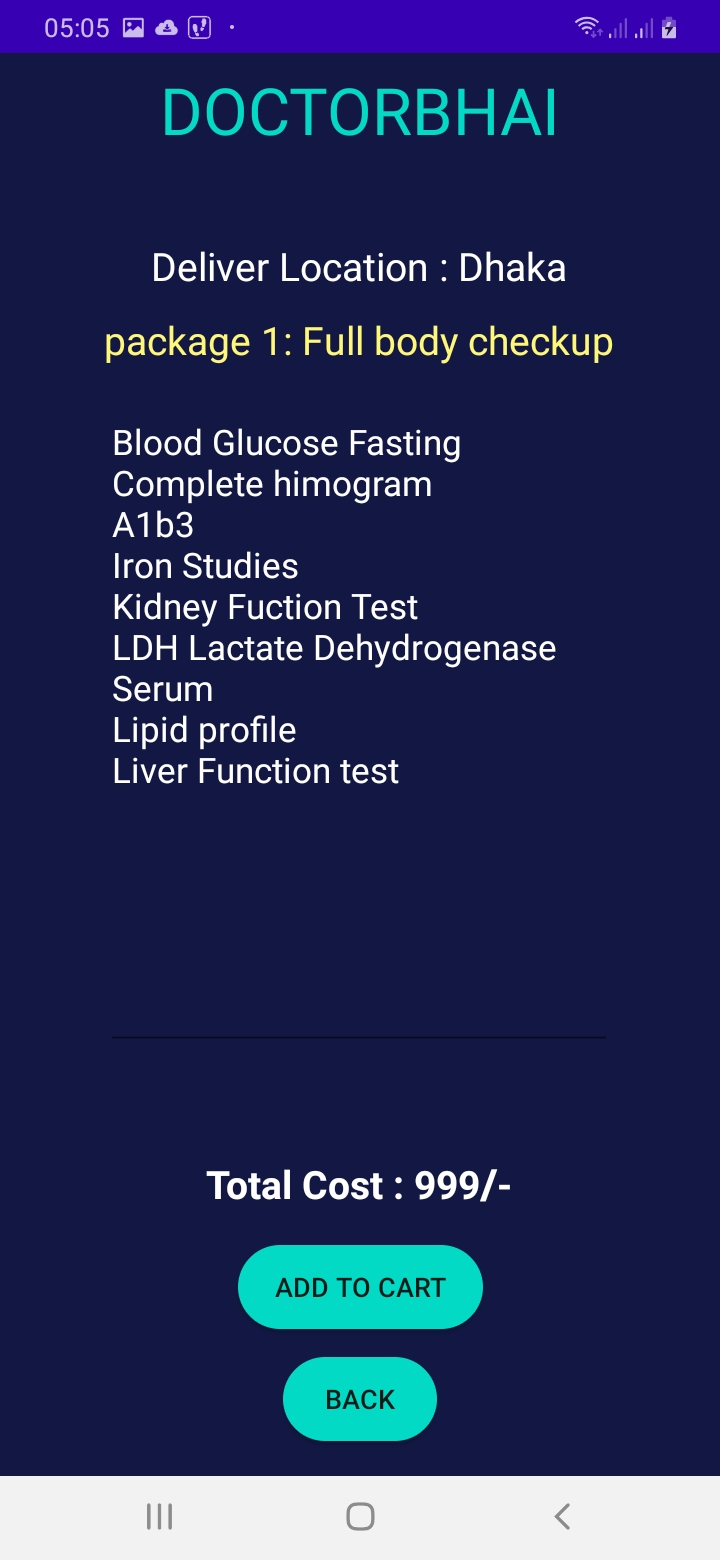 05:05
DOCTORBHAI
Deliver Location : Dhaka
package 1: Full body checkup
Blood Glucose Fasting
Complete himogram
A1b3
Iron Studies
Kidney Fuction Test
LDH Lactate Dehydrogenase
Serum
Lipid profile
Liver Function test
Total Cost : 999/-
ADD TO CART
BACK